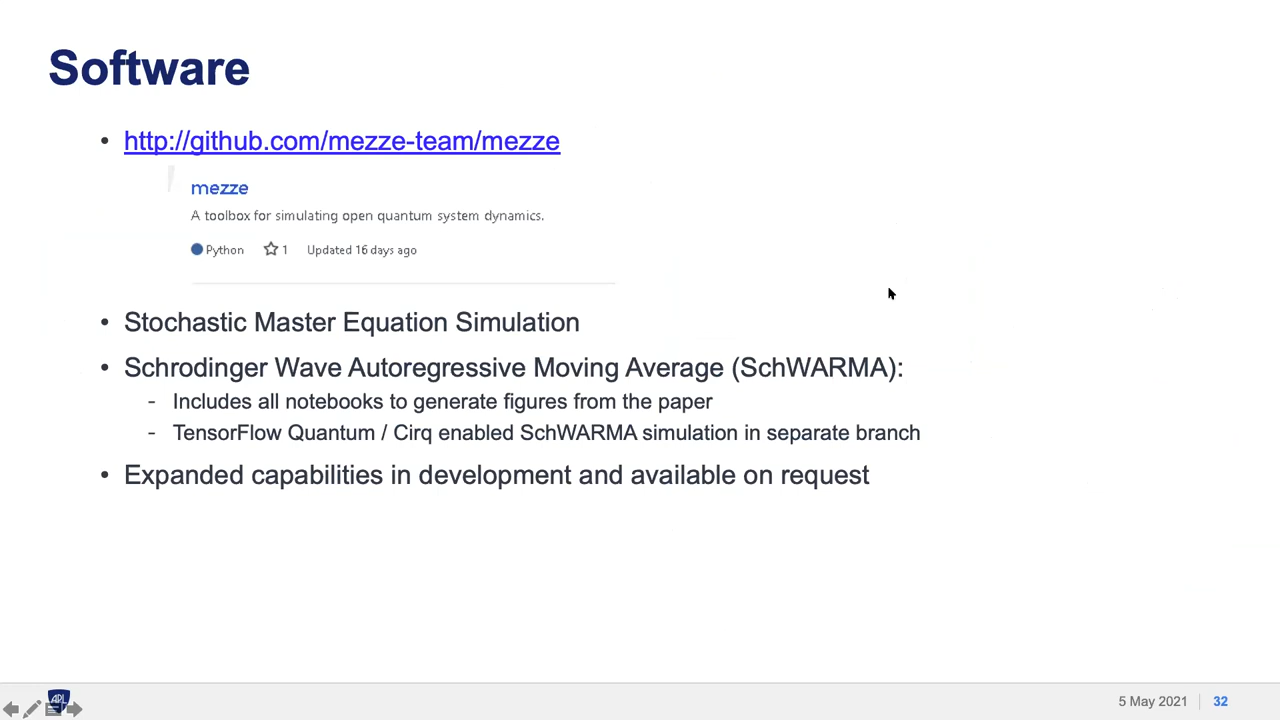 Software
• http://github.com/mezze-team/mezze
mezze
A toolbox for simulating open quantum system dynamics.
Python 1 Updated 16 days ago
• Stochastic Master Equation Simulation
• Schrodinger Wave Autoregressive Moving Average (SchWARMA):
- Includes all notebooks to generate figures from the paper
- TensorFlow Quantum / Cirq enabled SchWARMA simulation in separate branch
• Expanded capabilities in development and available on request
APL
5 May 2021 32